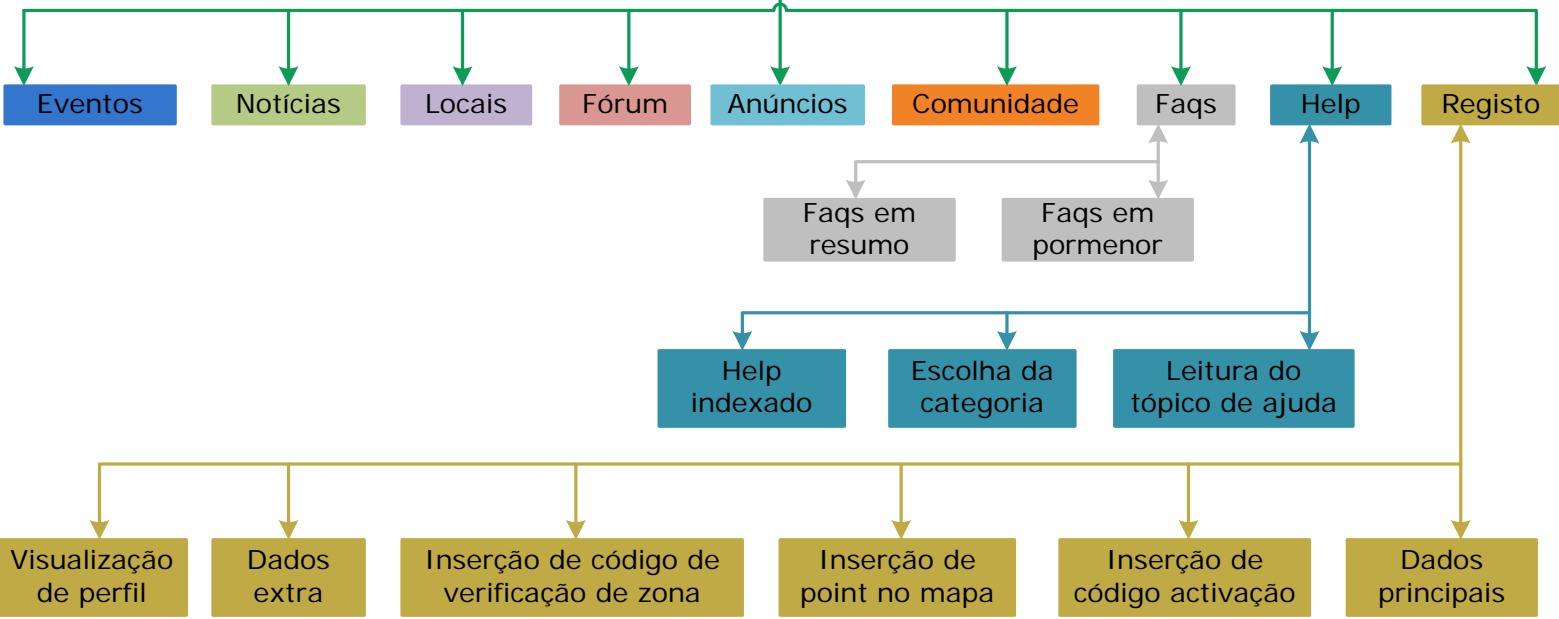 Eventos
Notícias
Locais
Fórum
Anúncios
Comunidade
Faqs
Help
Registo
Faqs em
resumo
Faqs em
pormenor
Help
indexado
Escolha da
categoria
Leitura do
tópico de ajuda
Visualização
de perfil
Dados
extra
Inserção de código de
verificação de zona
Inserção de
point no mapa
Inserção de
código activação
Dados
principais